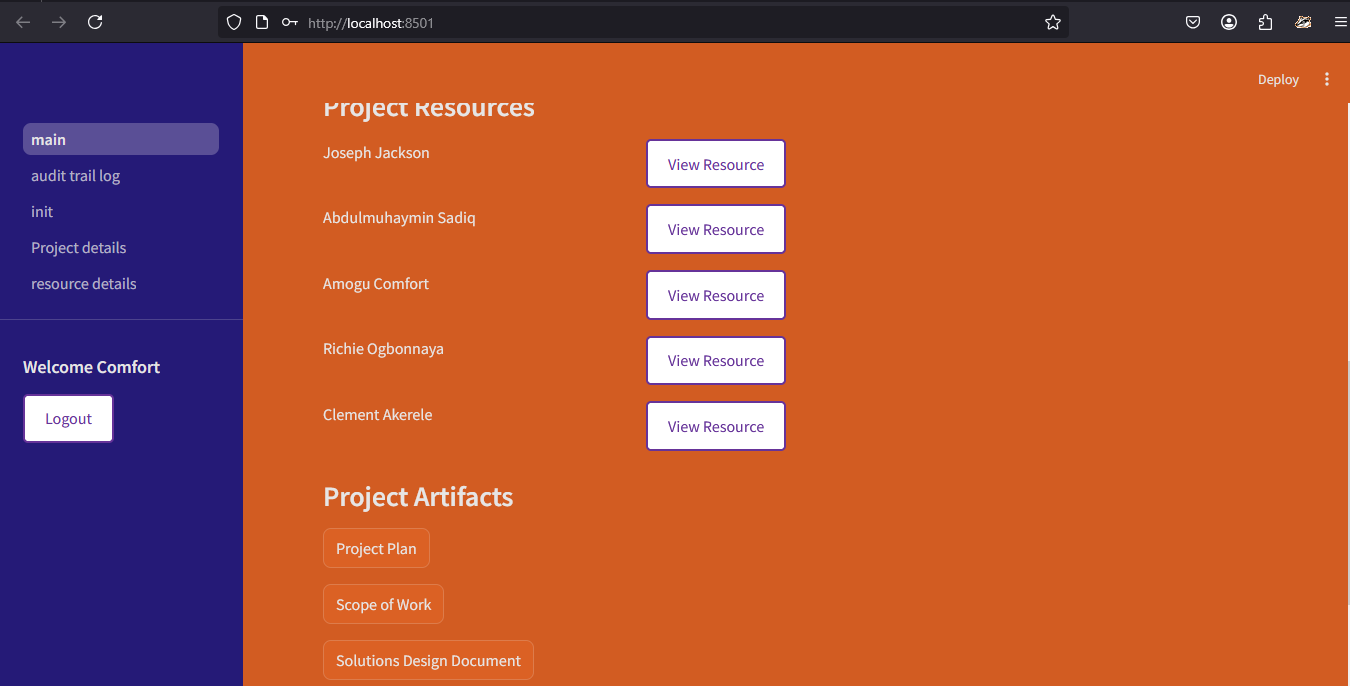 http://localhost:8501
Deploy
main
audit trail log
init
Project details
resource details
Welcome Comfort
Logout
Project Resources
Joseph Jackson View Resource
Abdulmuhaymin Sadiq View Resource
Amogu Comfort View Resource
Richie Ogbonnaya View Resource
Clement Akerele View Resource
Project Artifacts
Project Plan
Scope of Work
Solutions Design Document